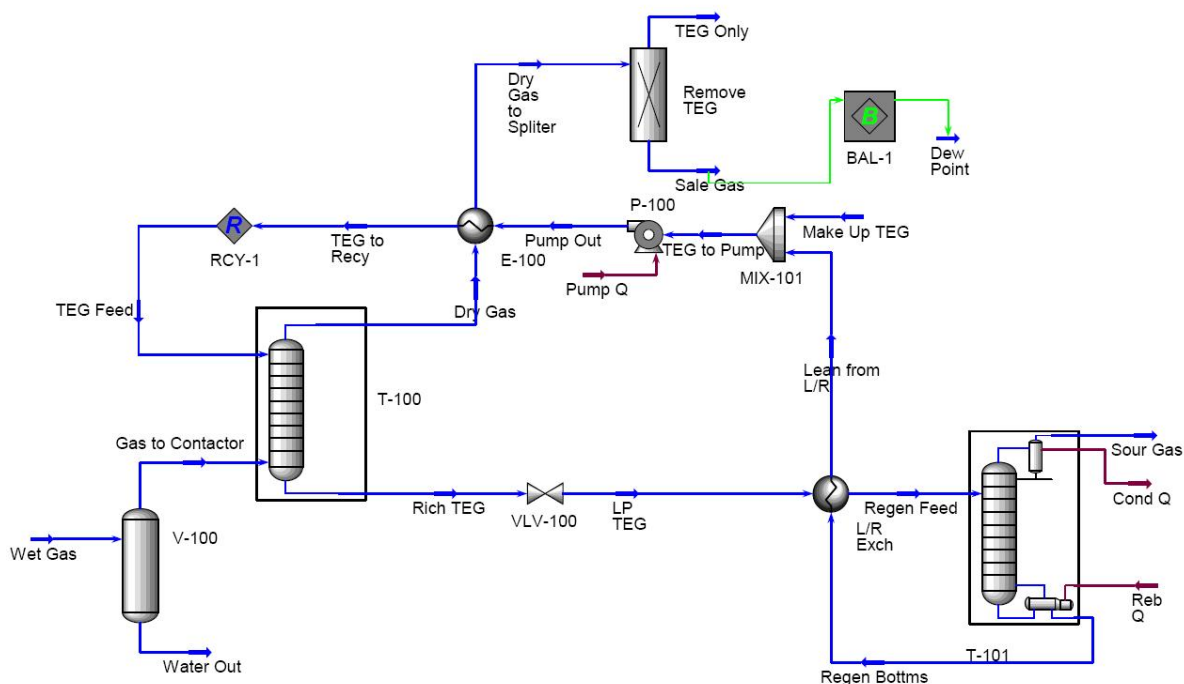 TEG Only
Dry
Gas
to
Spliter
Remove
TEG
B
BAL-1
Dew
Point
Sale Gas
P-100
R
RCY-1
TEG to
Recy
Pump Out
TEG to Pump
Make Up TEG
MIX-101
E-100
Pump Q
TEG Feed
Dry Gas
Lean from
L/R
T-100
Gas to Contactor
Sour Gas
Cond Q
Rich TEG
VLV-100
LP
TEG
L/R
Exch
Regen Feed
V-100
Wet Gas
Reb
Q
Water Out
T-101
Regen Bottms